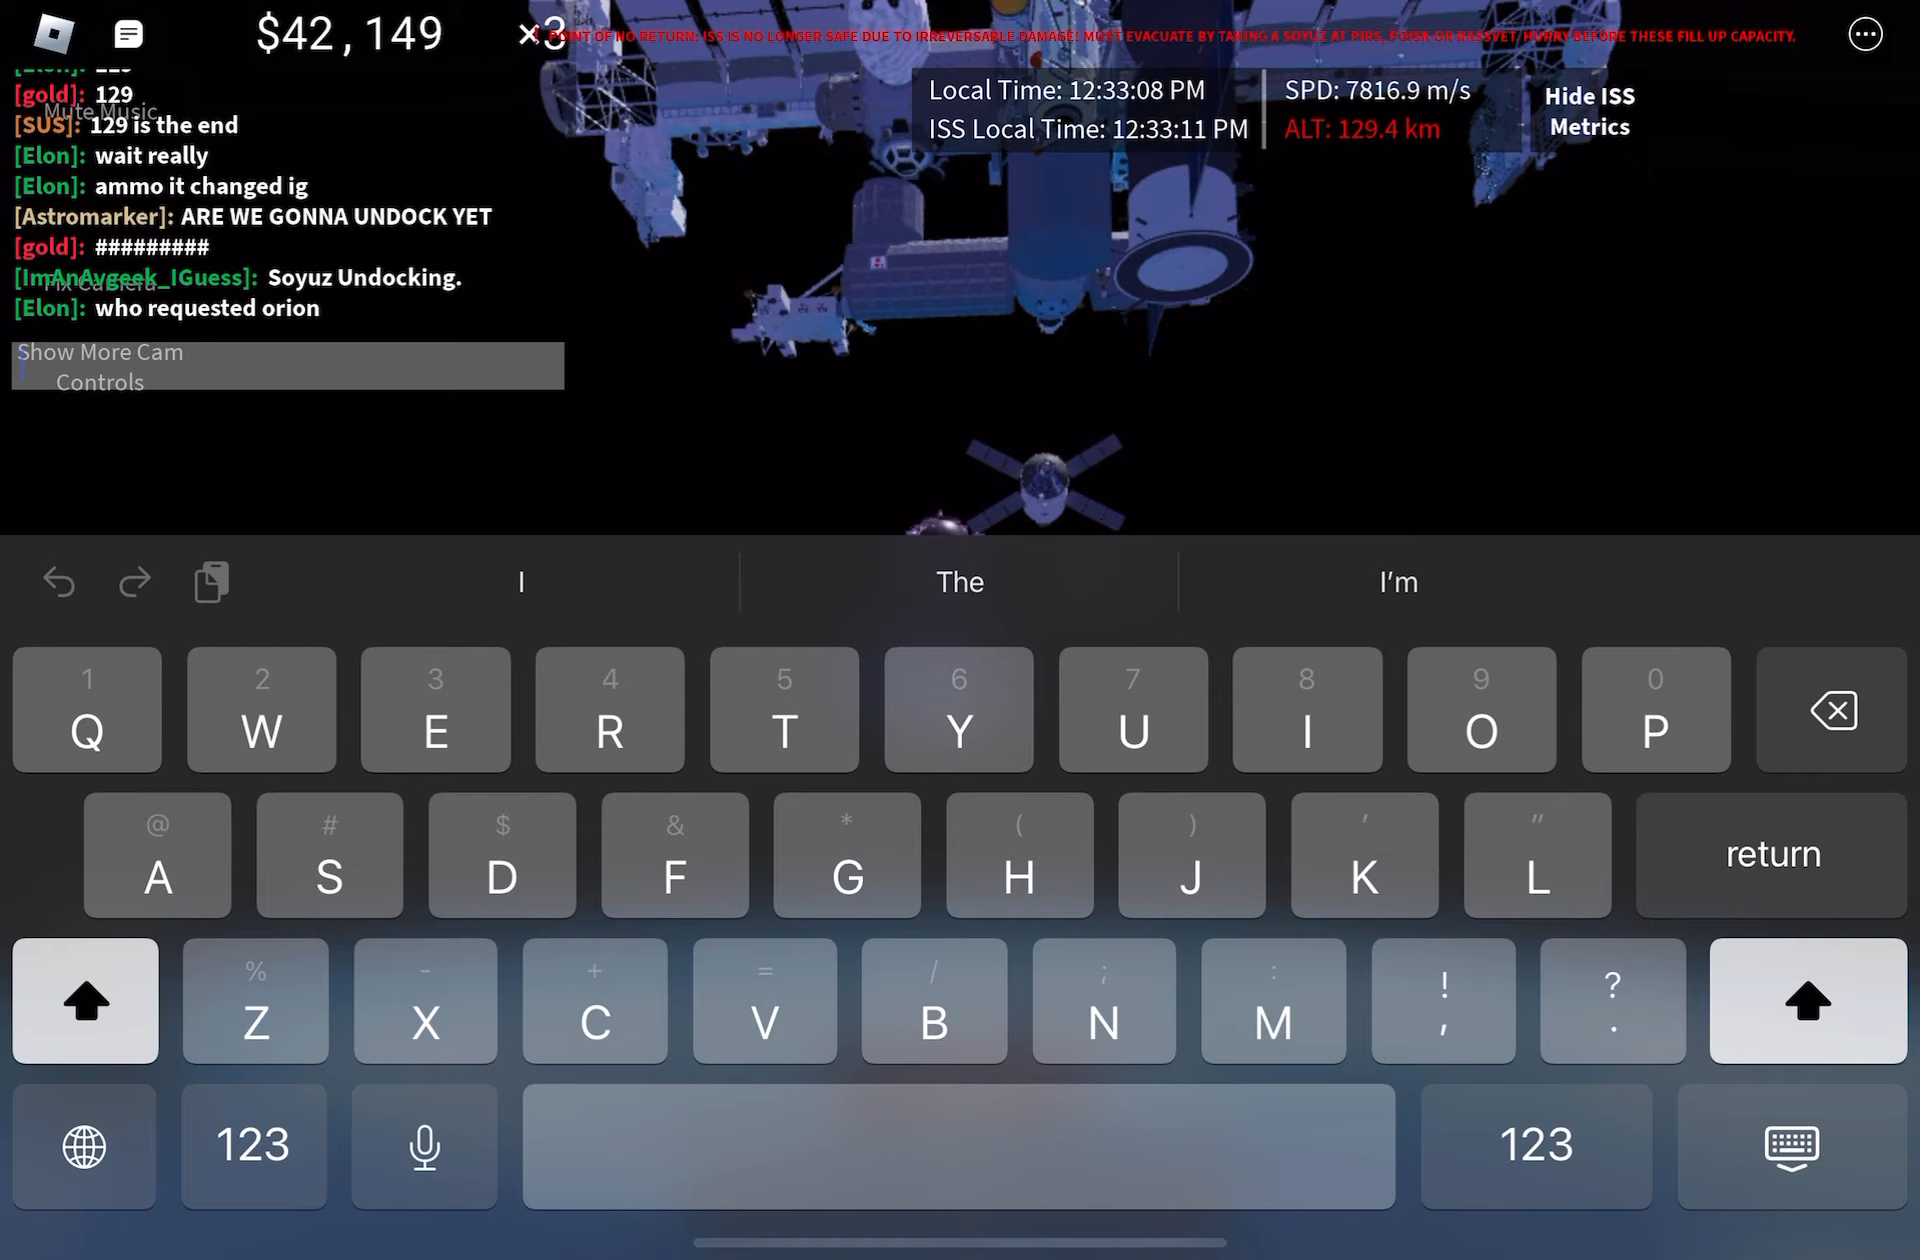 $42,149
×3
POINT OF NO RETURN: ISS IS NO LONGER SAFE DUE TO IRREVERSABLE DAMAGE! MUST EVACUATE BY TAKING A SOYUZ AT PIRS, POISK OR RASSVET, HURRY BEFORE THESE FILL UP CAPACITY.
[gold]: 129
Mute Music
[SUS]: 129 is the end
[Elon]: wait really
[Elon]: ammo it changed ig
[Astromarker]: ARE WE GONNA UNDOCK YET
[gold]: #########
[ImAnAvgeek_IGuess]: Soyuz Undocking.
Fix Camera
[Elon]: who requested orion
Show More Cam
Controls
Local Time: 12:33:08 PM
ISS Local Time: 12:33:11 PM
SPD: 7816.9 m/s
ALT: 129.4 km
Hide ISS
Metrics
I The I’m
1 2 3 4 5 6 7 8 9 0
Q W E R T Y U I O P
@ # $ & * ( ) ' "
A S D F G H J K L return
% - + = / ; : ! ?
Z X C V B N M , .
123 123